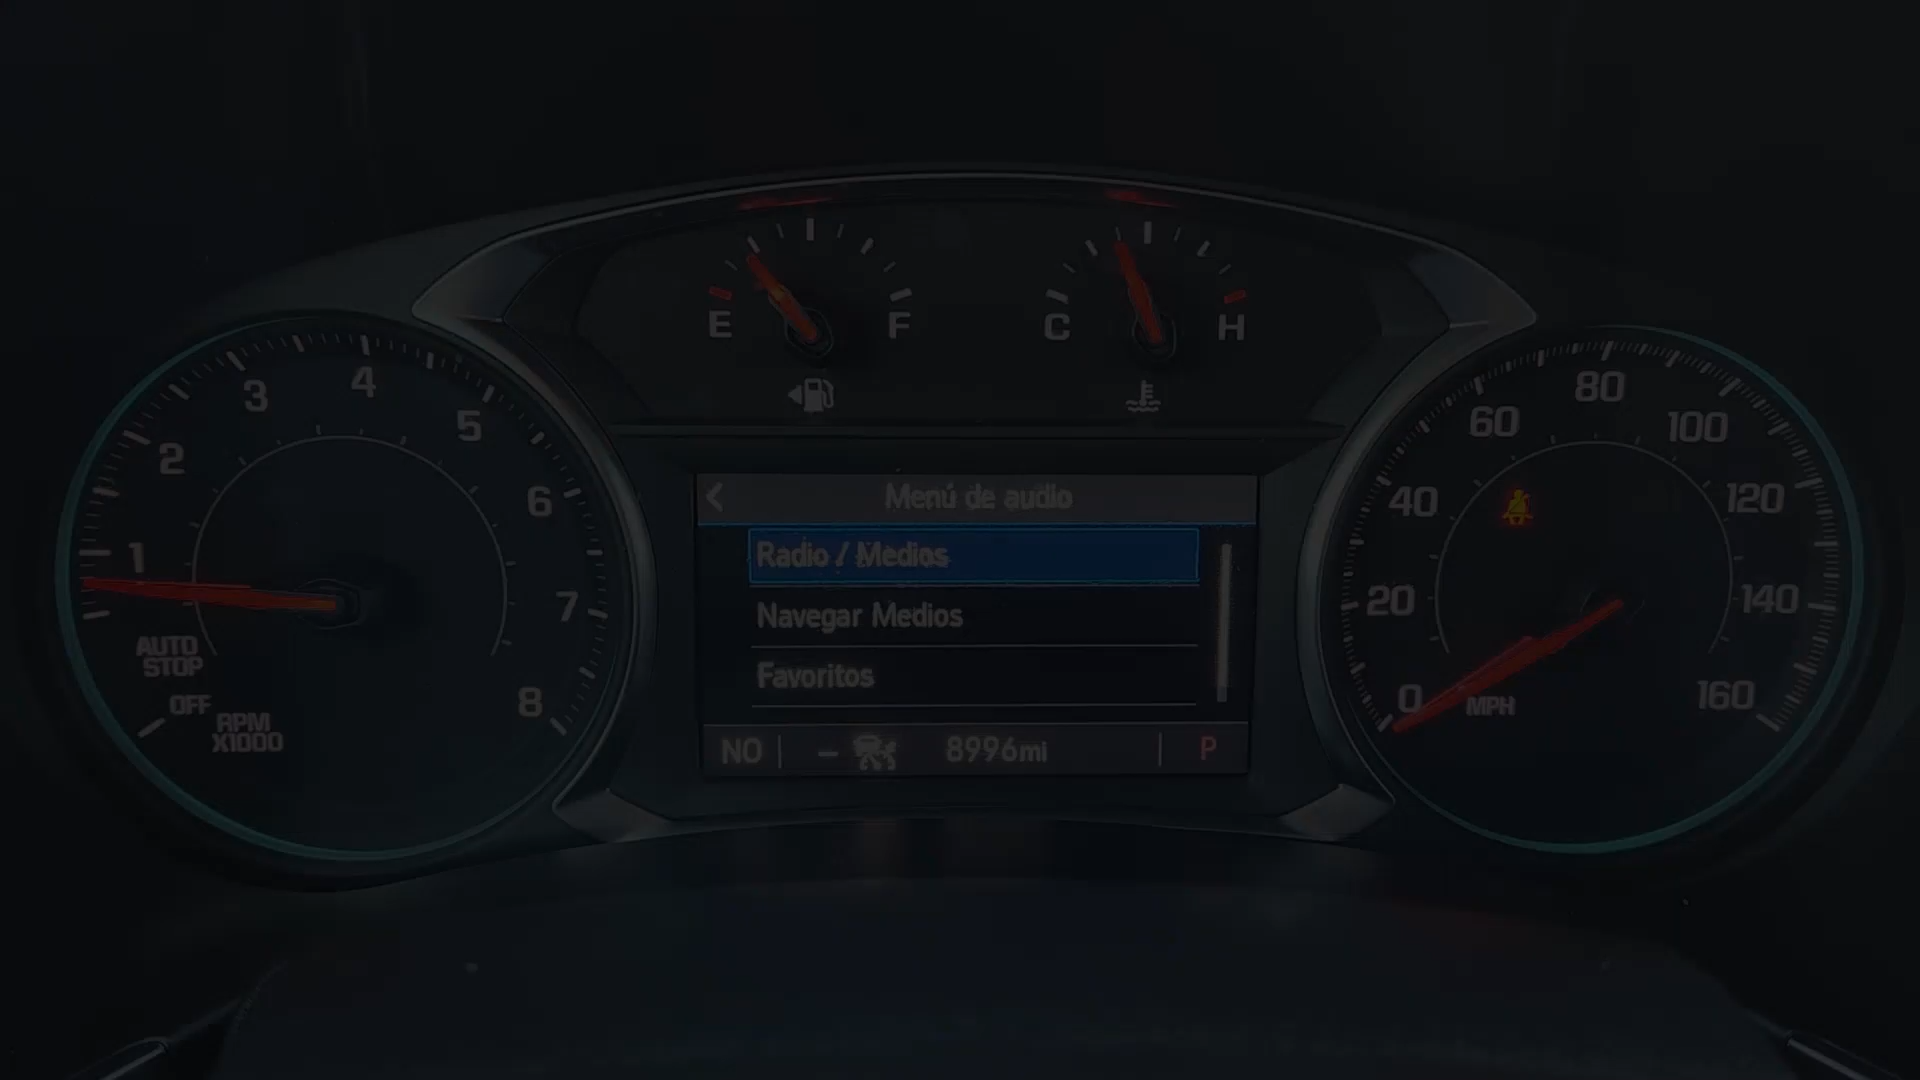 E F
C H
1 2 3 4 5 6 7 8
AUTO
STOP
OFF
RPM
X1000
Menú de audio
Radio / Medios
Navegar Medios
Favoritos
NO
8996mi
P
0 20 40 60 80 100 120 140 160
MPH